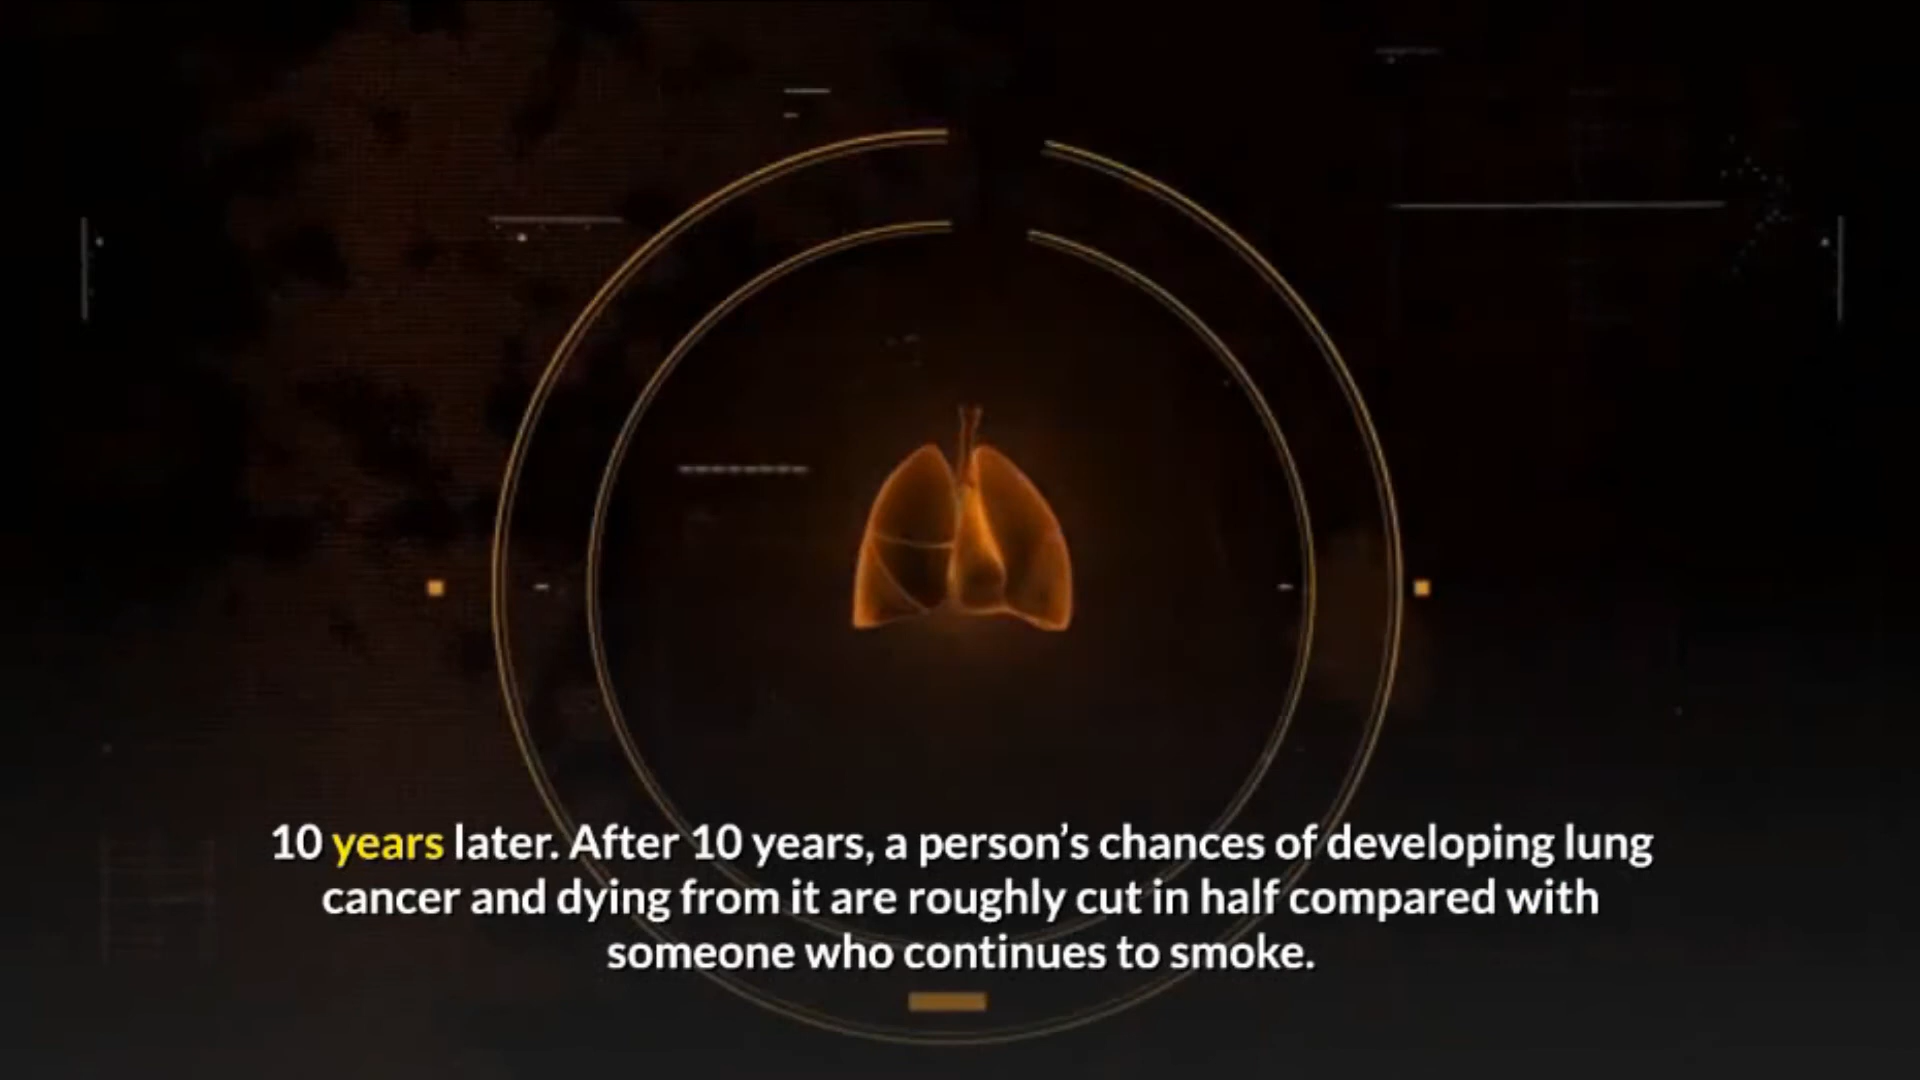 10 years later. After 10 years, a person’s chances of developing lung
cancer and dying from it are roughly cut in half compared with
someone who continues to smoke.